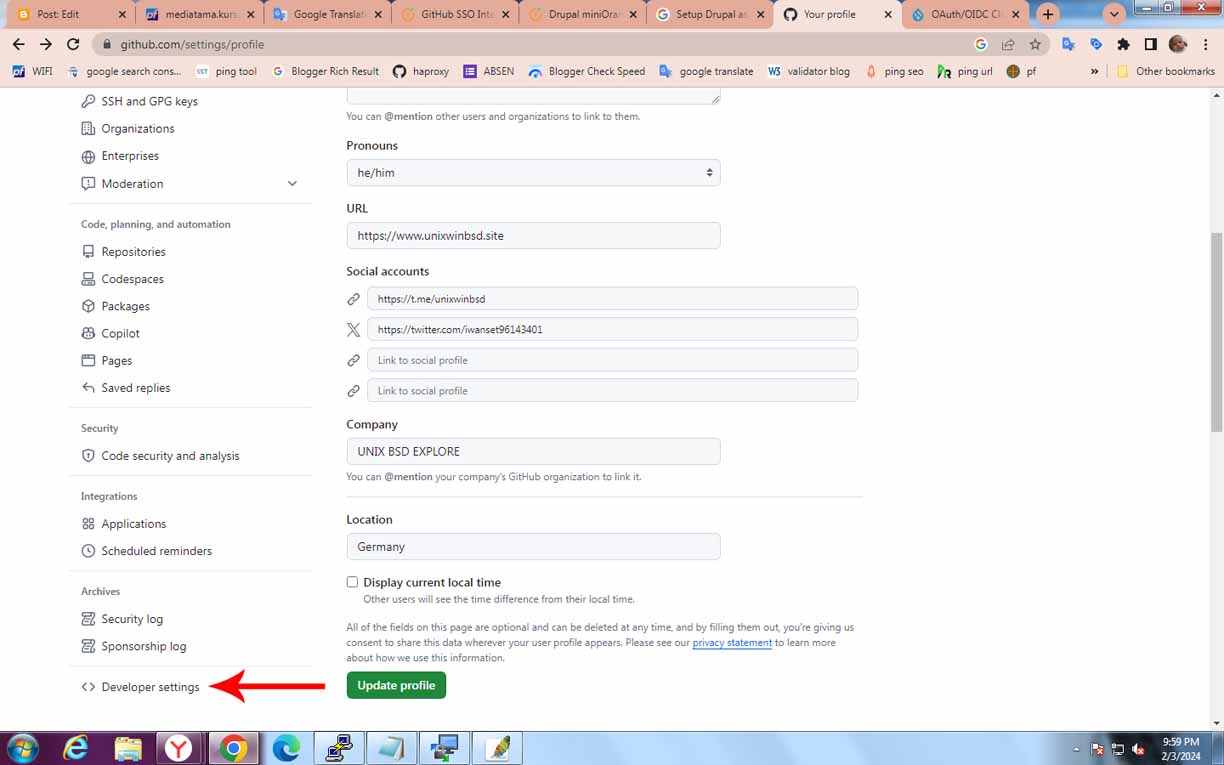 Post: Edit
mediatama.kurs
Google Translat
GitHub SSO Inte
Drupal miniOran
Setup Drupal as
Your profile
OAuth/OIDC Cl
github.com/settings/profile
WIFI
google search cons...
ping tool
Blogger Rich Result
haproxy
ABSEN
Blogger Check Speed
google translate
validator blog
ping seo
ping url
pf
»
Other bookmarks
SSH and GPG keys
Organizations
Enterprises
Moderation
Code, planning, and automation
Repositories
Codespaces
Packages
Copilot
Pages
Saved replies
Security
Code security and analysis
Integrations
Applications
Scheduled reminders
Archives
Security log
Sponsorship log
Developer settings
You can @mention other users and organizations to link to them.
Pronouns
he/him
URL
https://www.unixwinbsd.site
Social accounts
https://t.me/unixwinbsd
https://twitter.com/iwanset96143401
Link to social profile
Link to social profile
Company
UNIX BSD EXPLORE
You can @mention your company's GitHub organization to link it.
Location
Germany
Display current local time
Other users will see the time difference from their local time.
All of the fields on this page are optional and can be deleted at any time, and by filling them out, you're giving us
consent to share this data wherever your user profile appears. Please see our privacy statement to learn more
about how we use this information.
Update profile
9:59 PM
2/3/2024